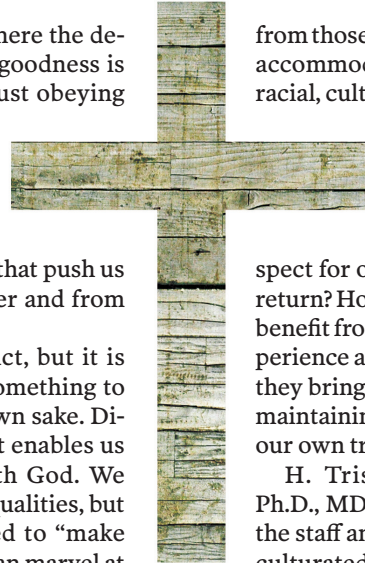 here the de-
goodness is
ust obeying
that push us
er and from
ct, but it is
omething to
wn sake. Di-
t enables us
th God. We
ualities, but
ed to “make
an marvel at
from those
accommod
racial, cult
spect for o
return? Ho
benefit fro
perience a
they bring
maintainin
our own tr
H. Tris
Ph.D., MD
the staff an
culturated